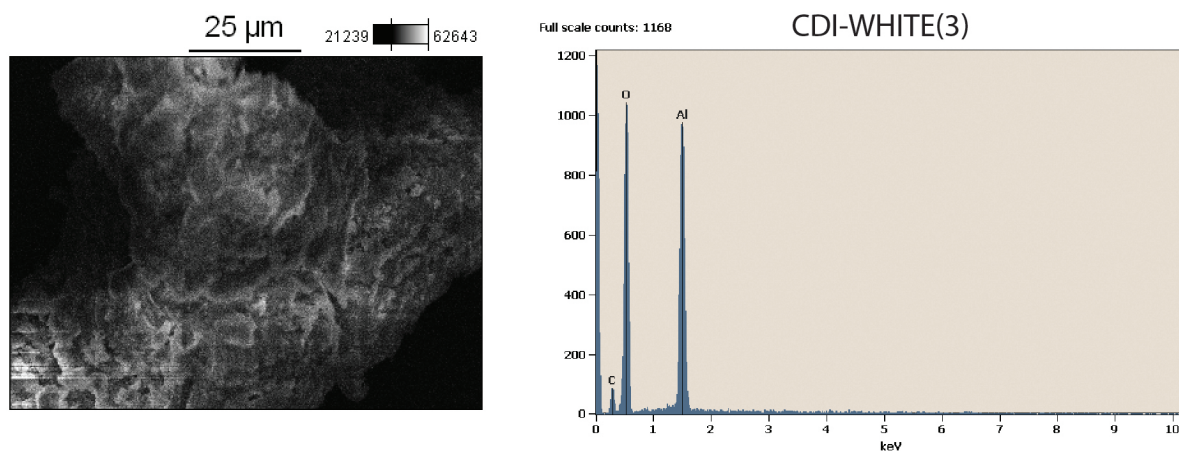 25 µm
21239 62643
Full scale counts: 1168
CDI-WHITE(3)
1200
1000
800
600
400
200
0
O
Al
C
0 1 2 3 4 5 6 7 8 9 10
keV